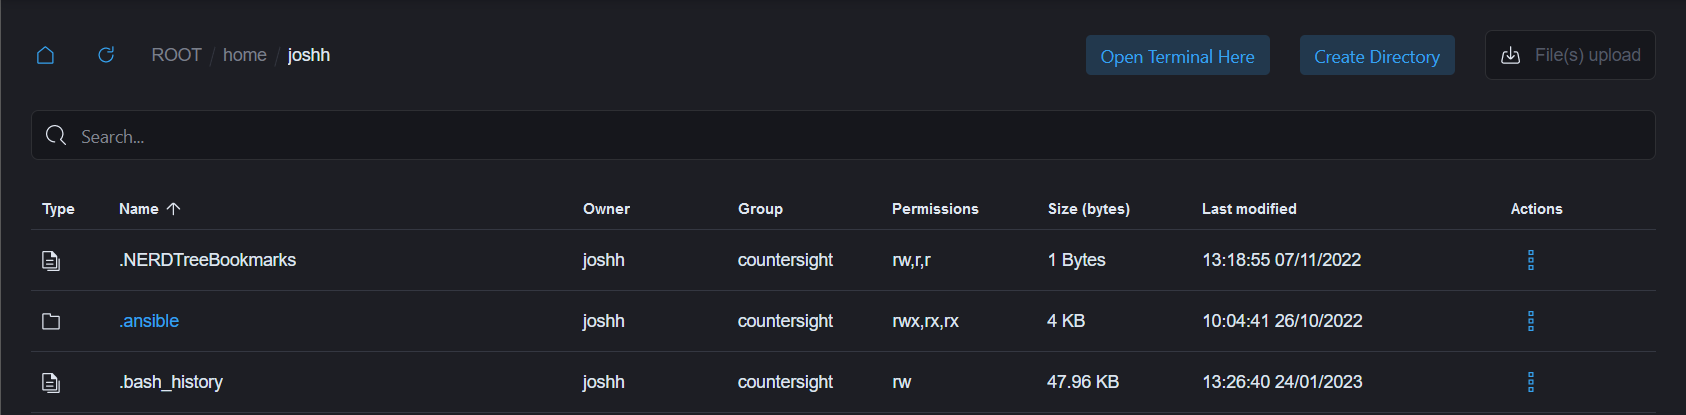 ROOT / home / joshh Open Terminal Here Create Directory File(s) upload
Search...
Type Name Owner Group Permissions Size (bytes) Last modified Actions
.NERDTreeBookmarks joshh countersight rw,r,r 1 Bytes 13:18:55 07/11/2022
.ansible joshh countersight rwx,rx,rx 4 KB 10:04:41 26/10/2022
.bash_history joshh countersight rw 47.96 KB 13:26:40 24/01/2023